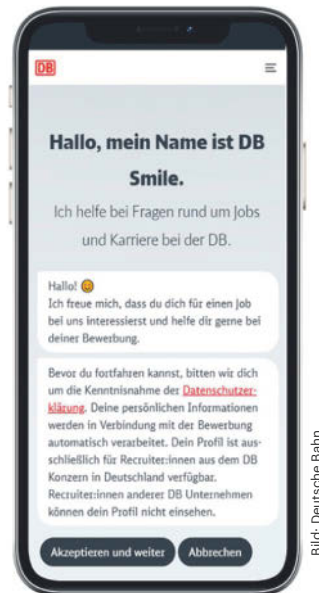 DB
Hallo, mein Name ist DB
Smile.
Ich helfe bei Fragen rund um Jobs
und Karriere bei der DB.
Hallo! 😊
Ich freue mich, dass du dich für einen Job
bei uns interessierst und helfe dir gerne bei
deiner Bewerbung.
Bevor du fortfahren kannst, bitten wir dich
um die Kenntnisnahme der Datenschutzer-
klärung. Deine persönlichen Informationen
werden in Verbindung mit der Bewerbung
automatisch verarbeitet. Dein Profil ist aus-
schließlich für Recruiter:innen aus dem DB
Konzern in Deutschland verfügbar.
Recruiter:innen anderer DB Unternehmen
können dein Profil nicht einsehen.
Akzeptieren und weiter Abbrechen
Bild: Deutsche Bahn